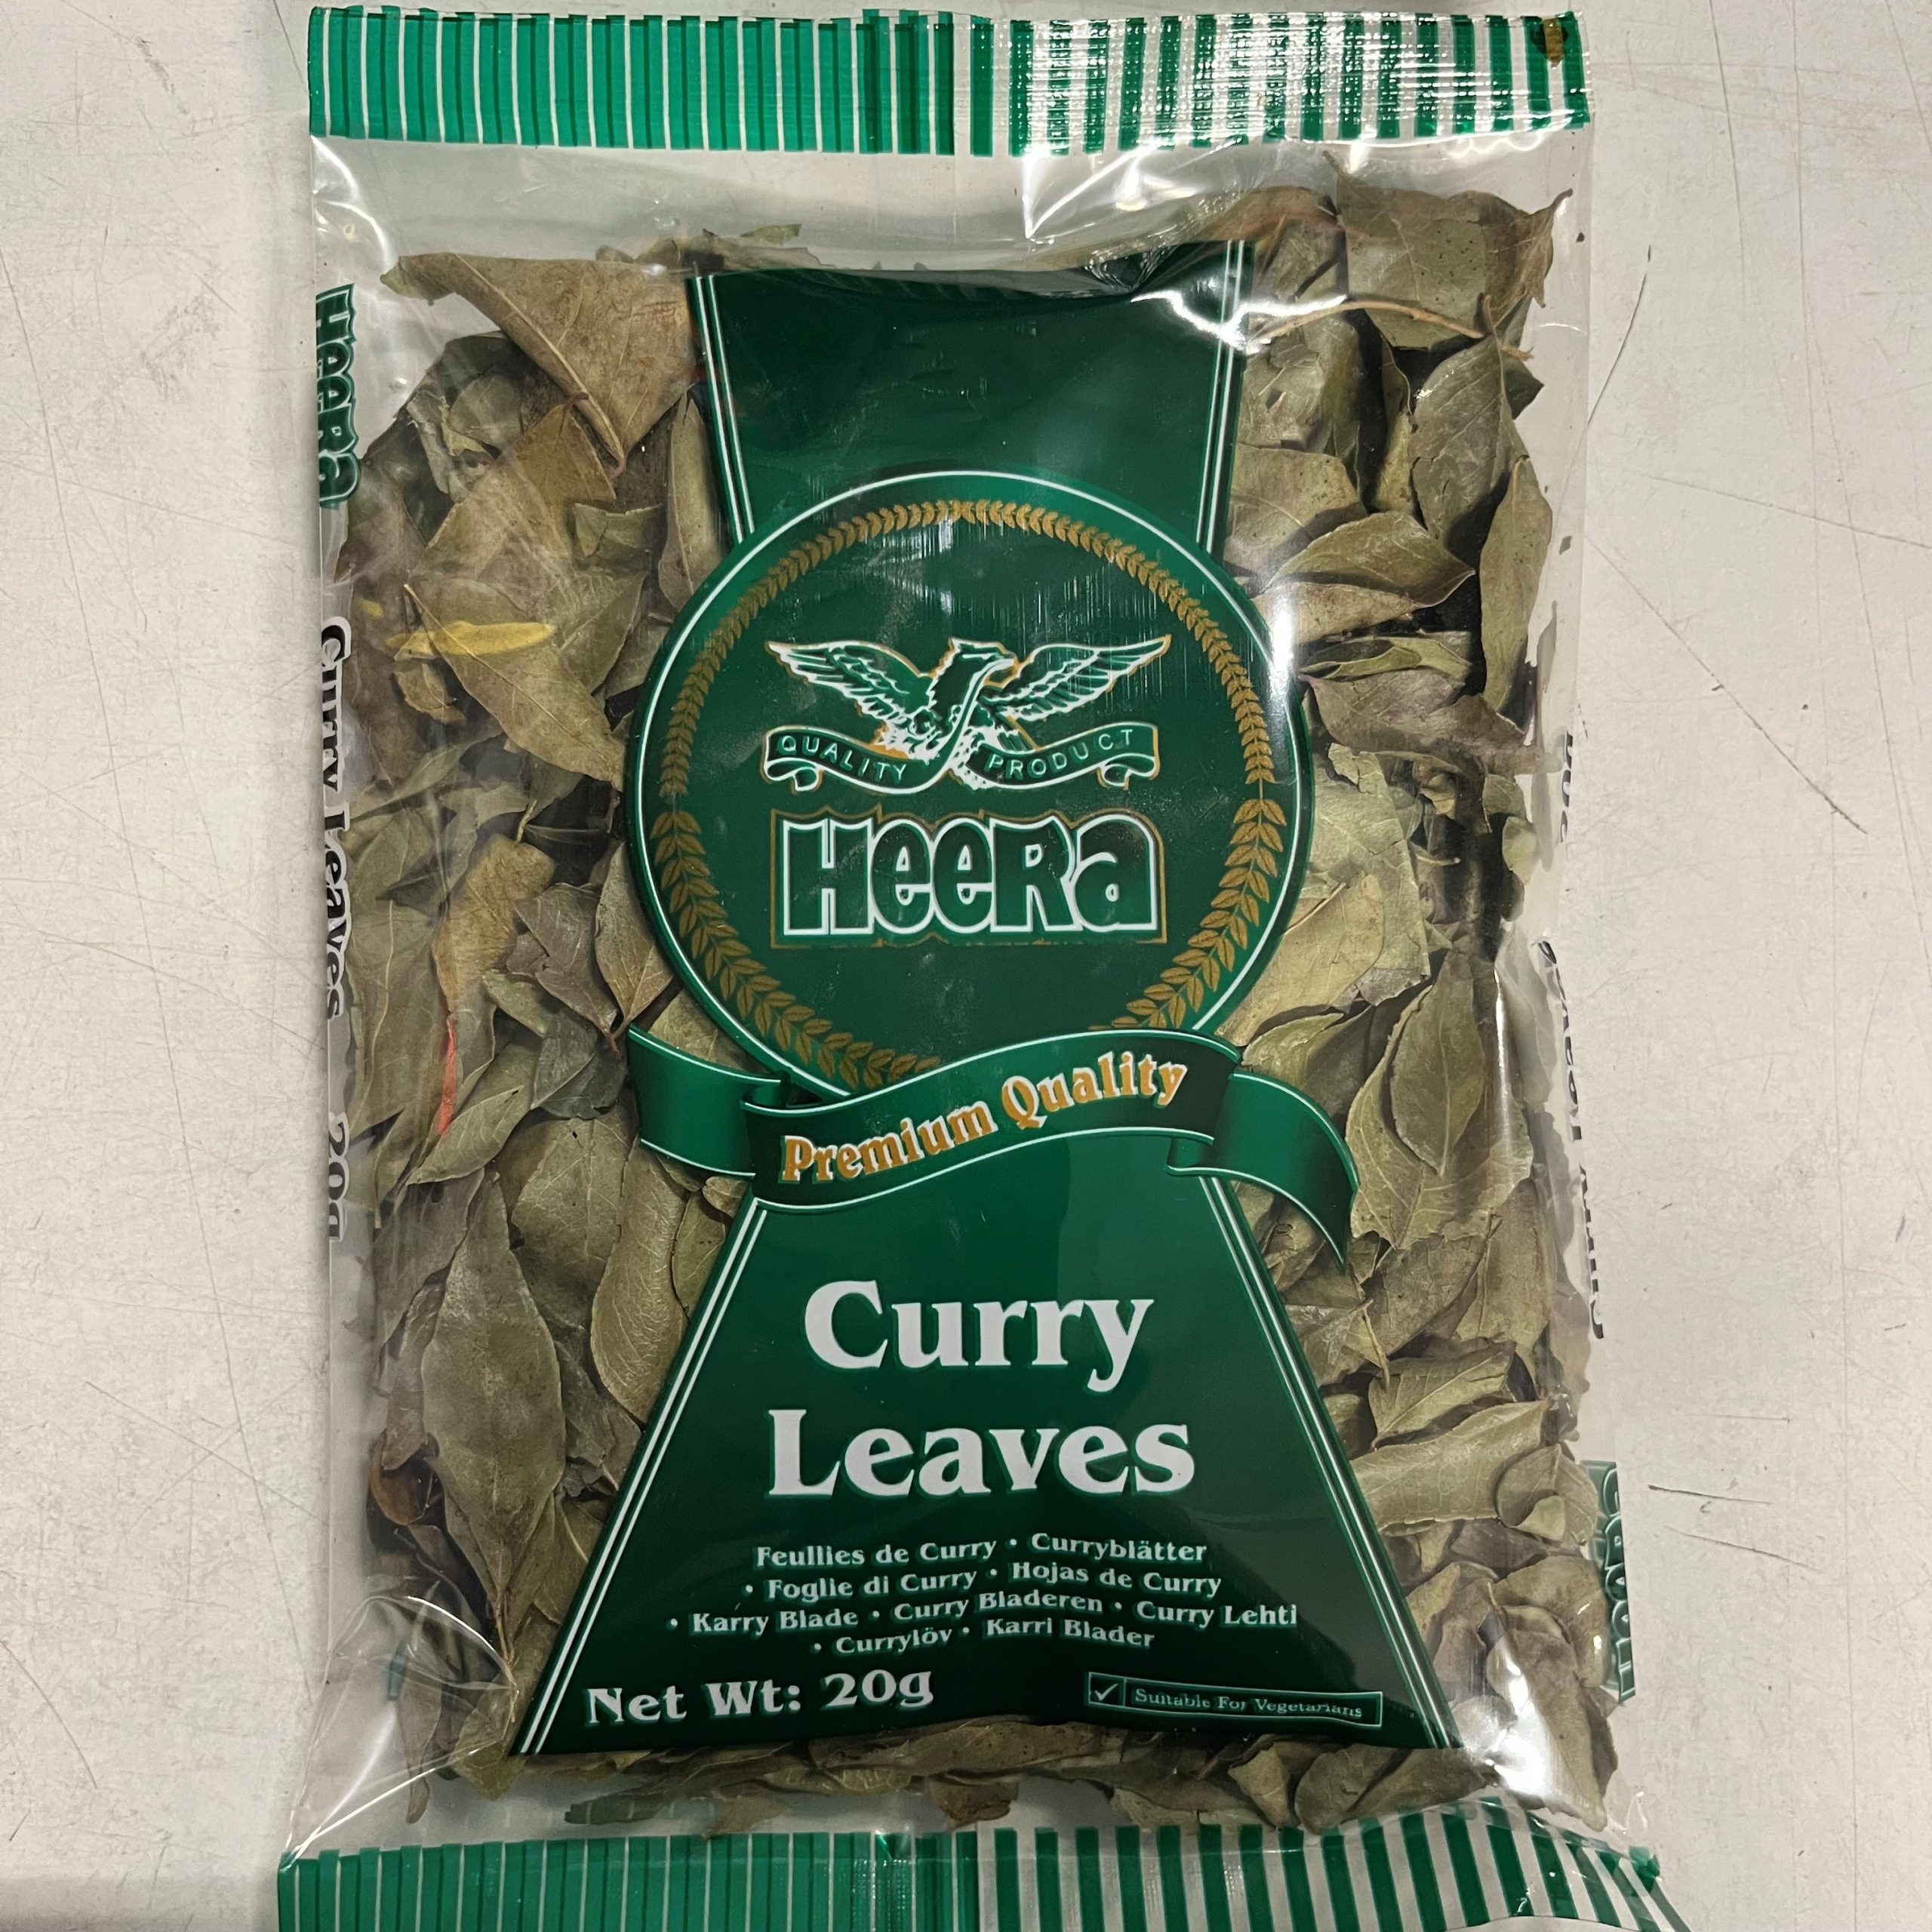 QUALITY PRODUCT
HEERA
Premium Quality
Curry
Leaves
Feullies de Curry • Curryblätter
• Foglie di Curry • Hojas de Curry
• Karry Blade • Curry Bladeren • Curry Lehti
• Currylöv • Karri Blader
Net Wt: 20g
Suitable For Vegetarians
HEERA
Curry Leaves 20g